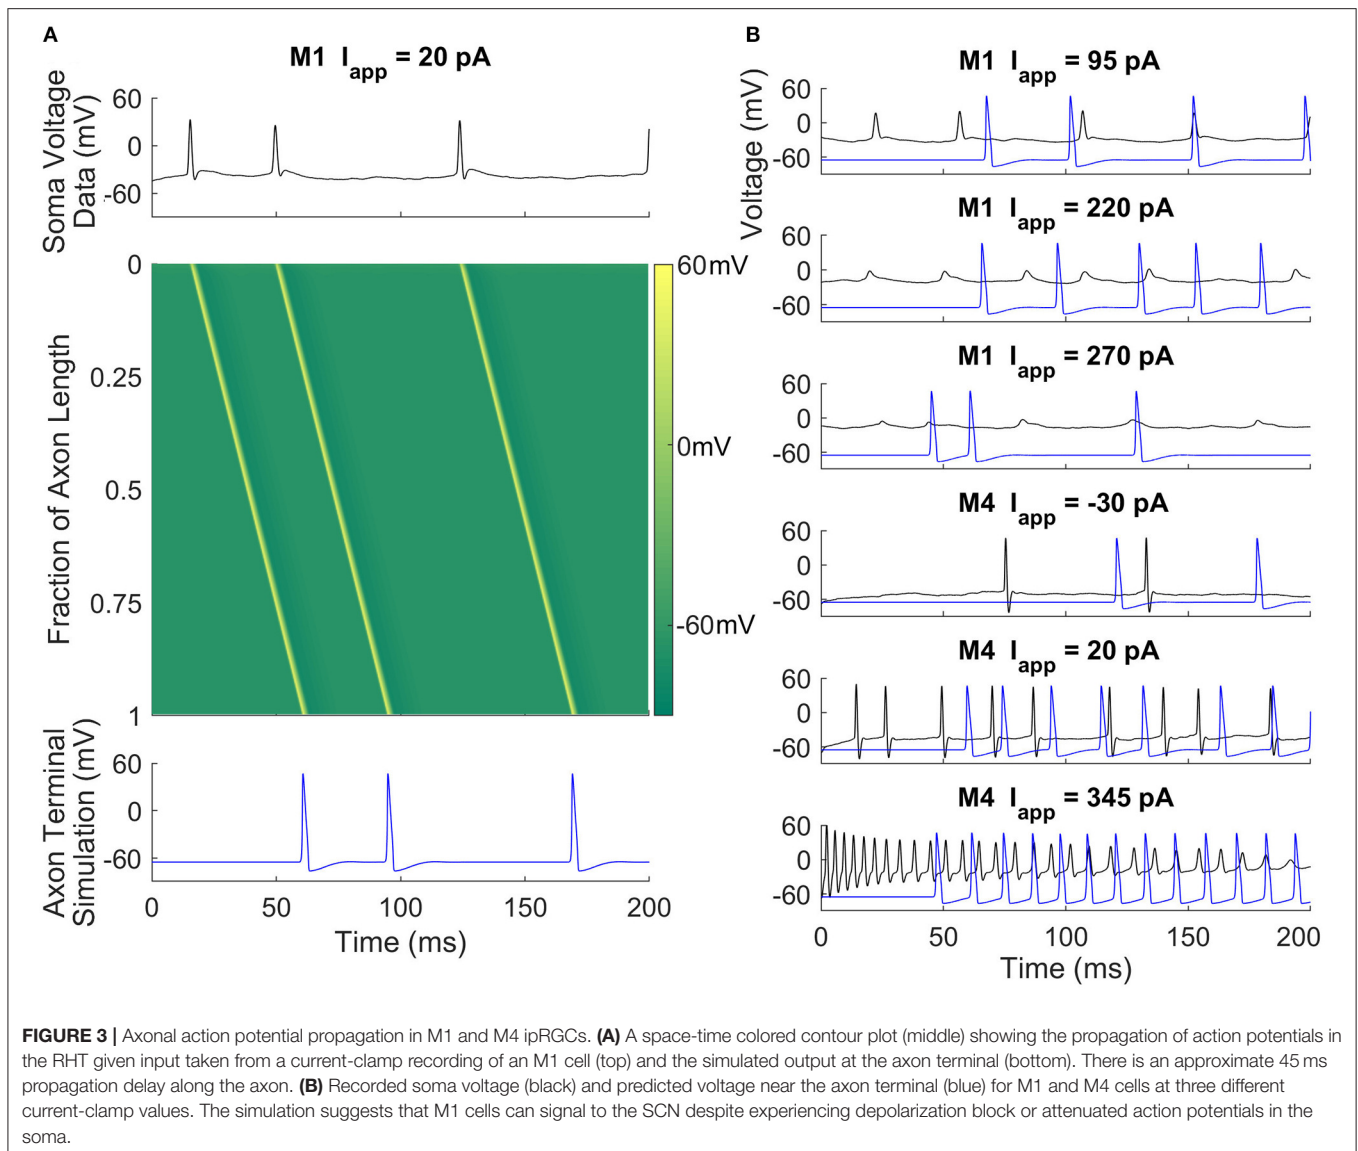 A
M1 Iapp = 20 pA
Soma Voltage
Data (mV)
60
0
-60
Fraction of Axon Length
0
0.25
0.5
0.75
1
60mV
0mV
-60mV
Axon Terminal
Simulation (mV)
60
0
-60
0 50 100 150 200
Time (ms)
B
Voltage (mV)
M1 Iapp = 95 pA
60
0
-60
M1 Iapp = 220 pA
60
0
-60
M1 Iapp = 270 pA
60
0
-60
M4 Iapp = -30 pA
60
0
-60
M4 Iapp = 20 pA
60
0
-60
M4 Iapp = 345 pA
60
0
-60
0 50 100 150 200
Time (ms)
FIGURE 3 | Axonal action potential propagation in M1 and M4 ipRGCs. (A) A space-time colored contour plot (middle) showing the propagation of action potentials in
the RHT given input taken from a current-clamp recording of an M1 cell (top) and the simulated output at the axon terminal (bottom). There is an approximate 45 ms
propagation delay along the axon. (B) Recorded soma voltage (black) and predicted voltage near the axon terminal (blue) for M1 and M4 cells at three different
current-clamp values. The simulation suggests that M1 cells can signal to the SCN despite experiencing depolarization block or attenuated action potentials in the
soma.